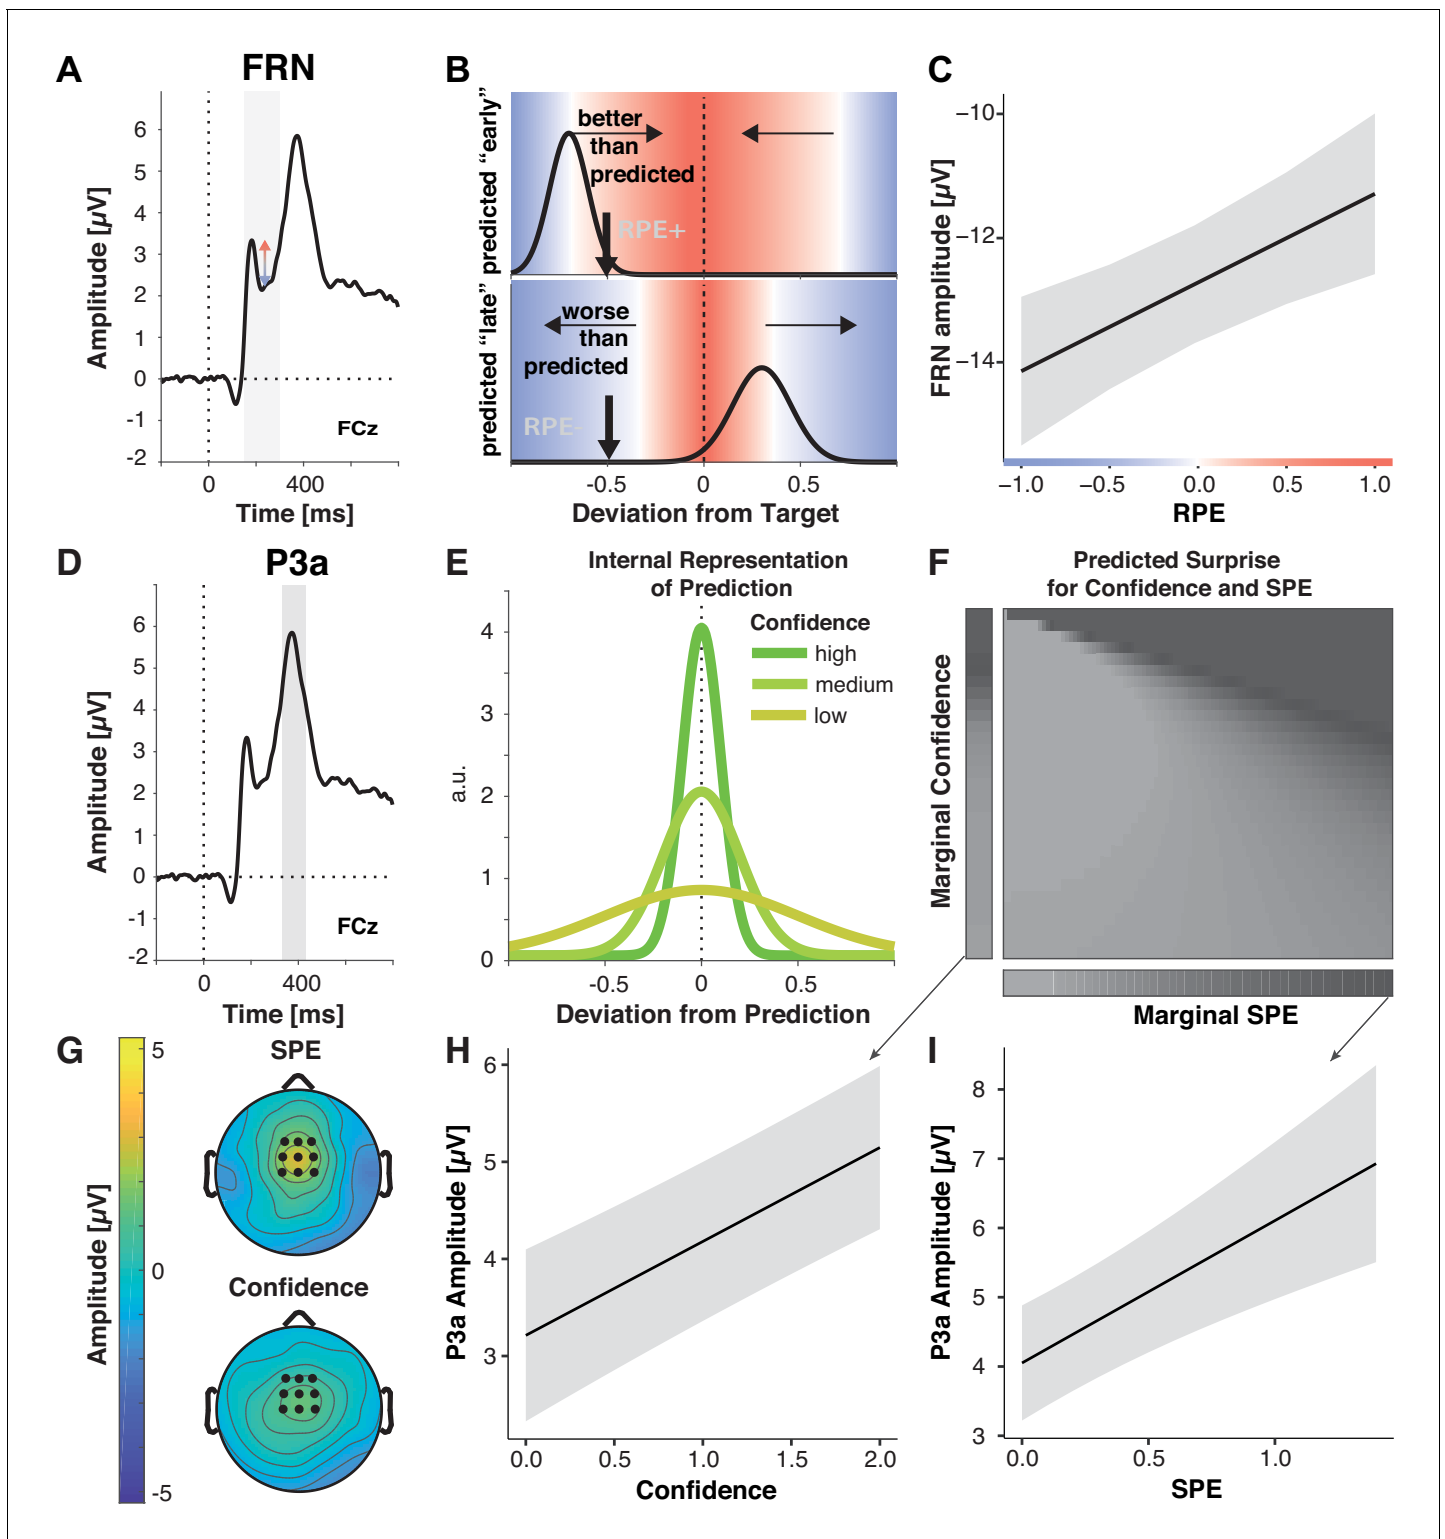 A
FRN
Amplitude [µV]
6
5
4
3
2
1
0
-1
-2
FCz
0
400
Time [ms]
B
predicted “early”
better
than
predicted
RPE+
predicted “late”
worse
than
predicted
RPE-
-0.5
0
0.5
Deviation from Target
C
FRN amplitude [µV]
−10
−12
−14
−1.0
−0.5
0.0
0.5
1.0
RPE
D
P3a
Amplitude [µV]
6
5
4
3
2
1
0
-1
-2
FCz
0
400
Time [ms]
E
Internal Representation
of Prediction
Confidence
high
medium
low
a.u.
4
3
2
1
0
-0.5
0
0.5
Deviation from Prediction
F
Predicted Surprise
for Confidence and SPE
Marginal Confidence
Marginal SPE
G
Amplitude [µV]
5
0
-5
SPE
Confidence
H
P3a Amplitude [µV]
6
5
4
3
0.0
0.5
1.0
1.5
2.0
Confidence
I
P3a Amplitude [µV]
8
7
6
5
4
3
0.0
0.5
1.0
SPE